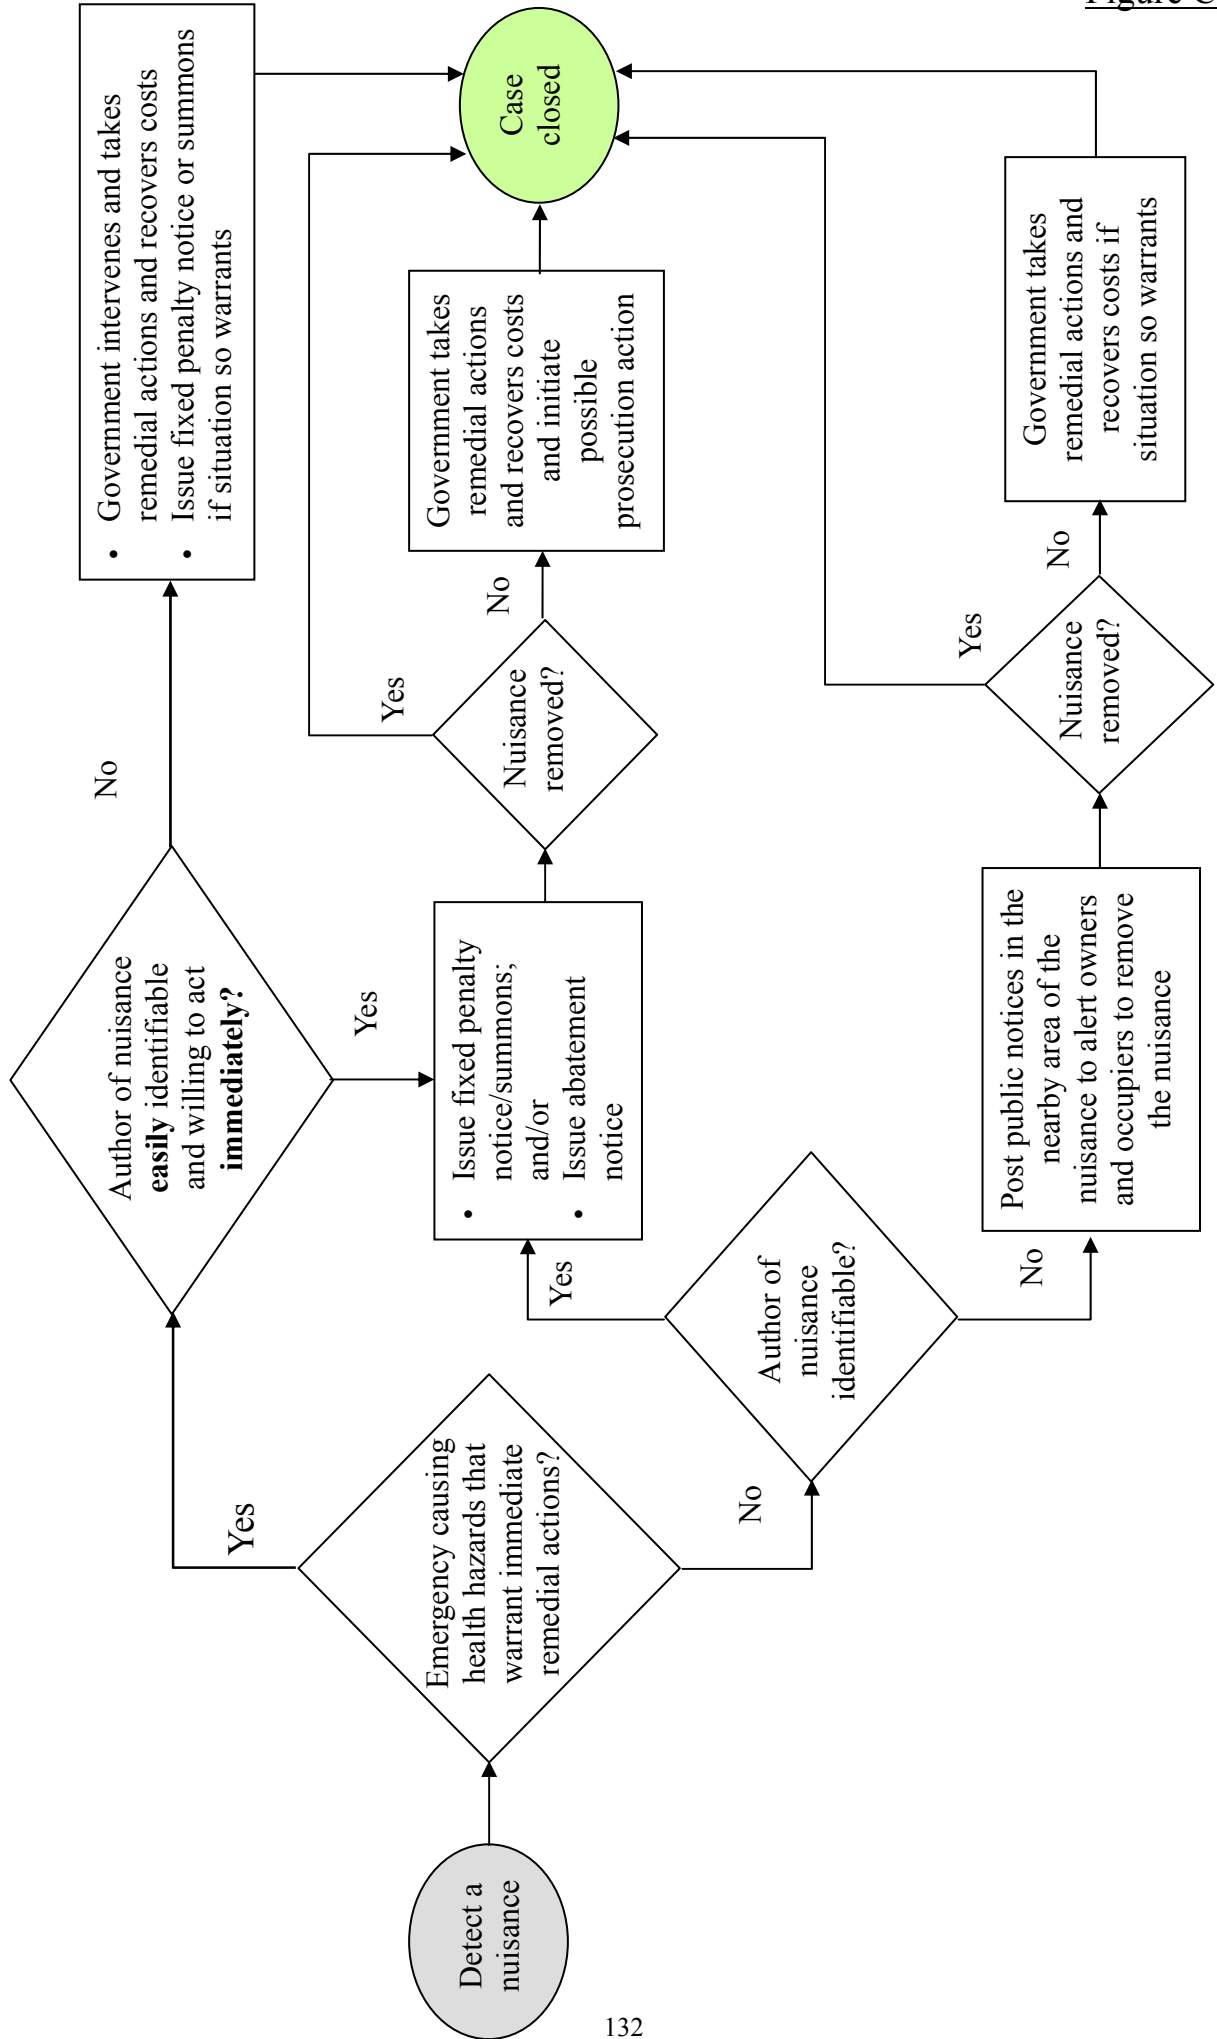 Figure C
Detect a
nuisance
Emergency causing
health hazards that
warrant immediate
remedial actions?
Yes
No
Author of nuisance
easily identifiable
and willing to act
immediately?
No
Yes
• Government intervenes and takes
remedial actions and recovers costs
• Issue fixed penalty notice or summons
if situation so warrants
Author of
nuisance
identifiable?
Yes
No
• Issue fixed penalty
notice/summons;
and/or
• Issue abatement
notice
Nuisance
removed?
Yes
No
Government takes
remedial actions
and recovers costs
and initiate
possible
prosecution action
Post public notices in the
nearby area of the
nuisance to alert owners
and occupiers to remove
the nuisance
Nuisance
removed?
Yes
No
Government takes
remedial actions and
recovers costs if
situation so warrants
Case
closed
132